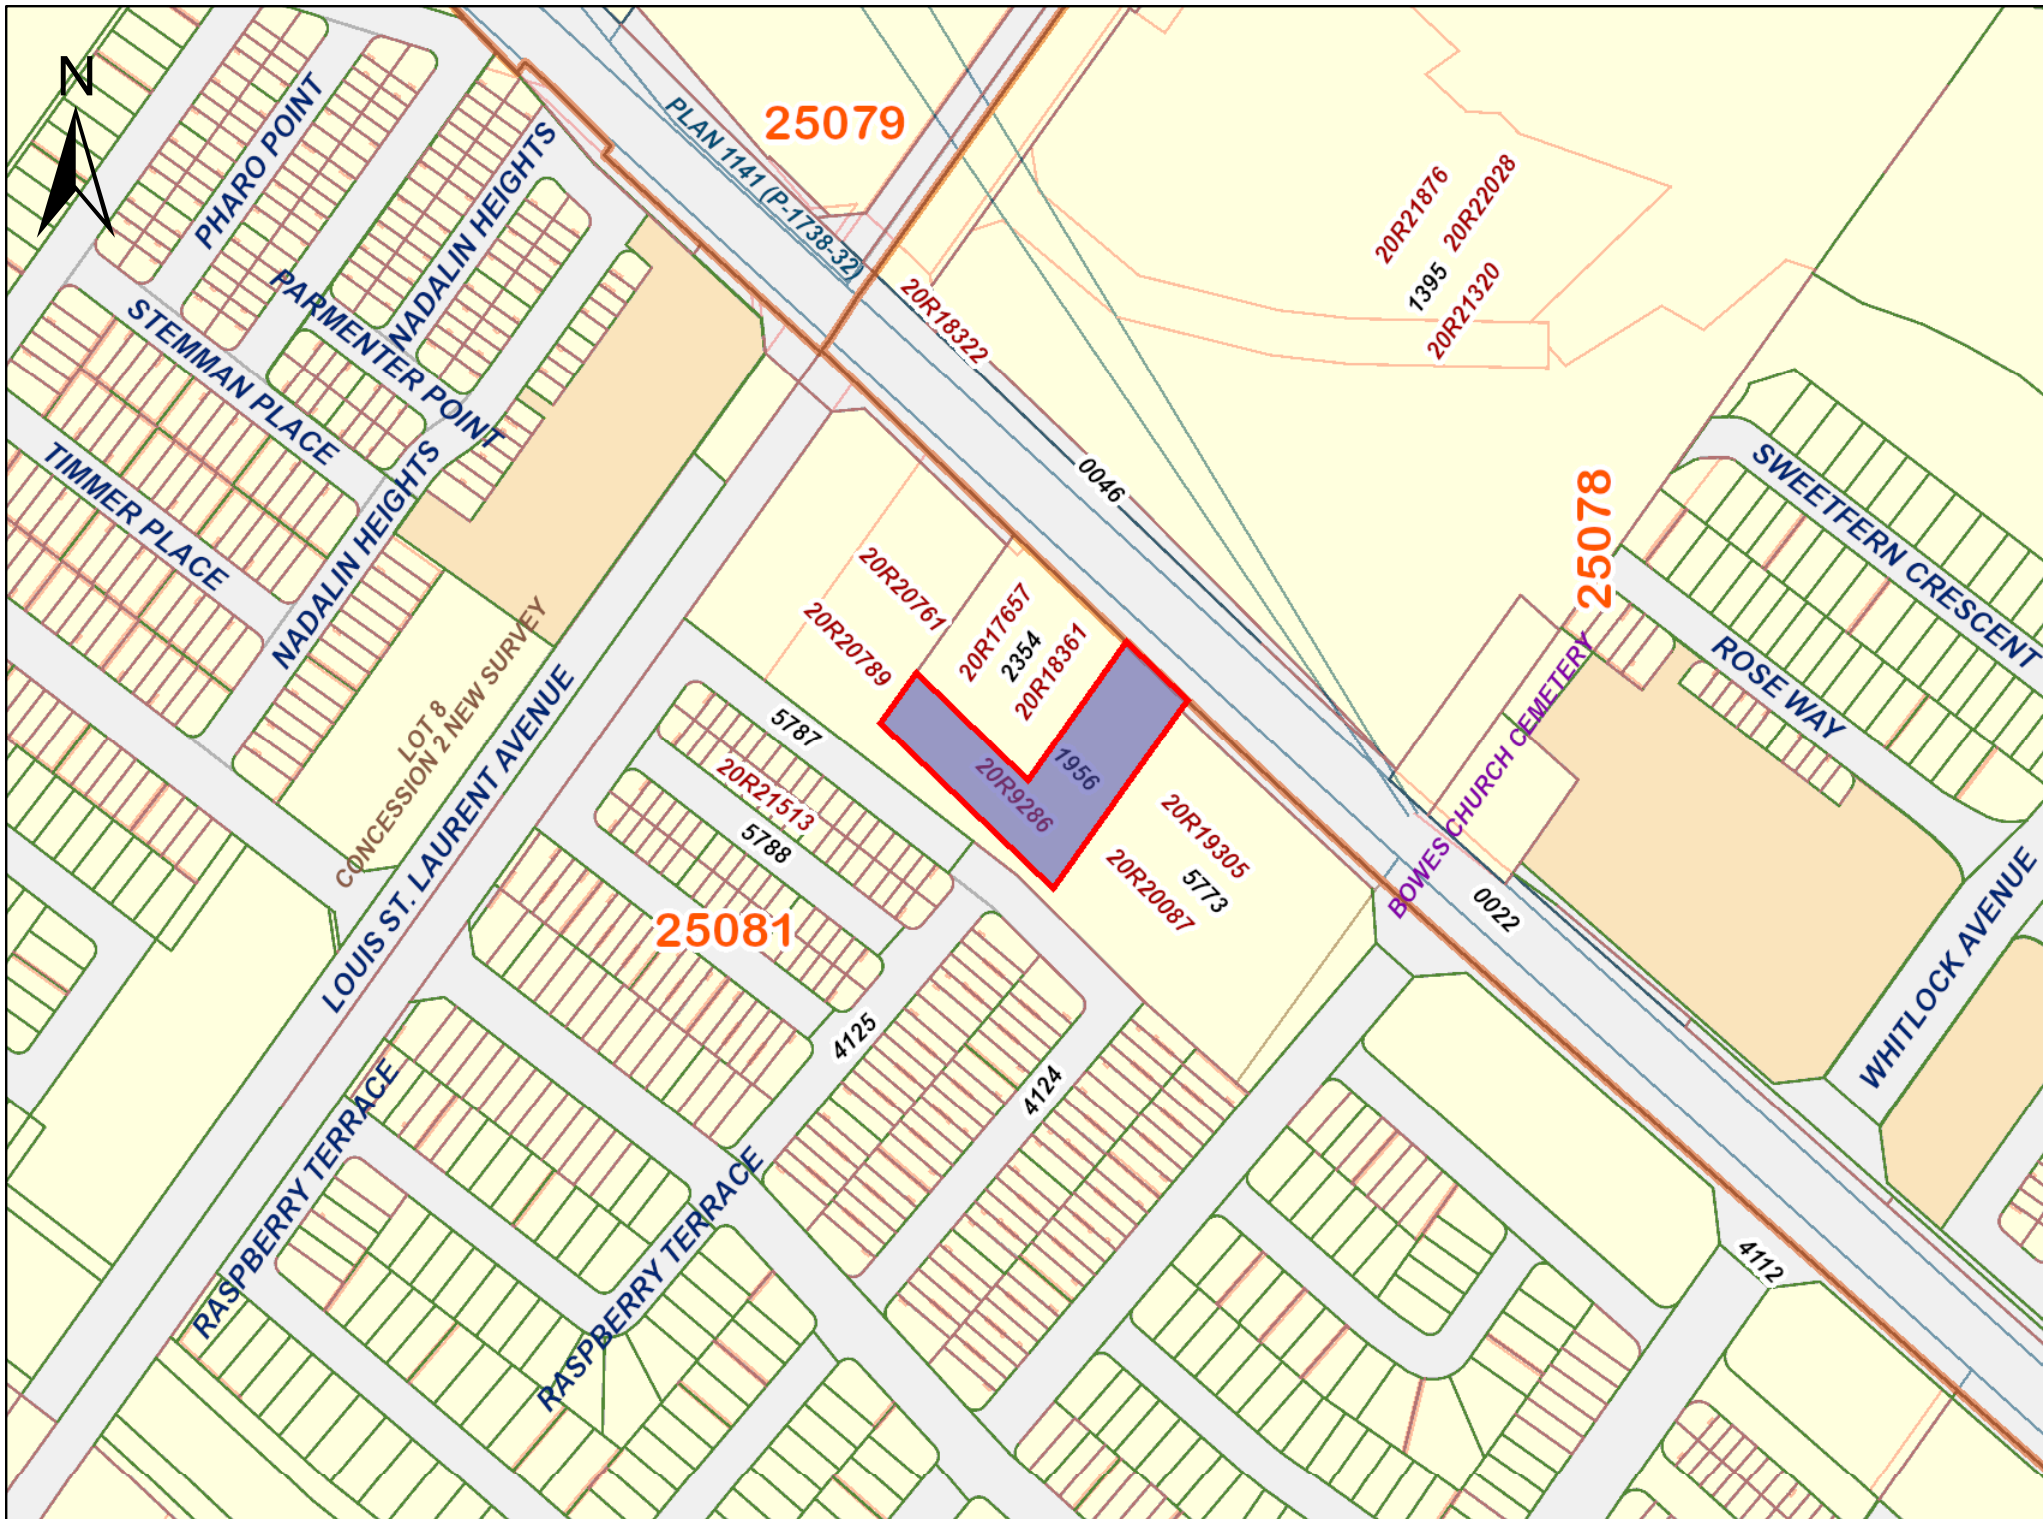 N
25079
PHARO POINT
NADALIN HEIGHTS
PLAN 1141 (P-1738-32)
20R21876
20R22028
1395
20R21320
20R18322
PARMENTER POINT
STEMMAN PLACE
TIMMER PLACE
NADALIN HEIGHTS
0046
25078
SWEETFERN CRESCENT
ROSE WAY
20R20761
20R20789
20R17657
2354
20R18361
LOT 8
CONCESSION 2 NEW SURVEY
BOWES CHURCH CEMETERY
5787
20R21513
5788
1956
20R9286
20R19305
5773
20R20087
0022
LOUIS ST. LAURENT AVENUE
25081
WHITLOCK AVENUE
4125
4124
RASPBERRY TERRACE
RASPBERRY TERRACE
4112